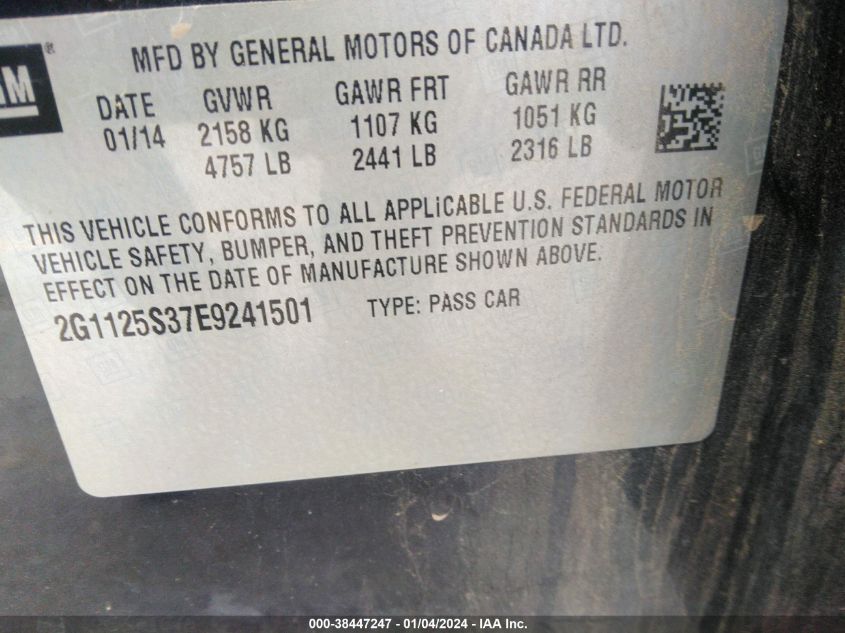 GM ®
MFD BY GENERAL MOTORS OF CANADA LTD.
DATE GVWR GAWR FRT GAWR RR
01/14 2158 KG 1107 KG 1051 KG
4757 LB 2441 LB 2316 LB
THIS VEHICLE CONFORMS TO ALL APPLICABLE U.S. FEDERAL MOTOR
VEHICLE SAFETY, BUMPER, AND THEFT PREVENTION STANDARDS IN
EFFECT ON THE DATE OF MANUFACTURE SHOWN ABOVE.
2G1125S37E9241501 TYPE: PASS CAR
000-38447247 - 01/04/2024 - IAA Inc.